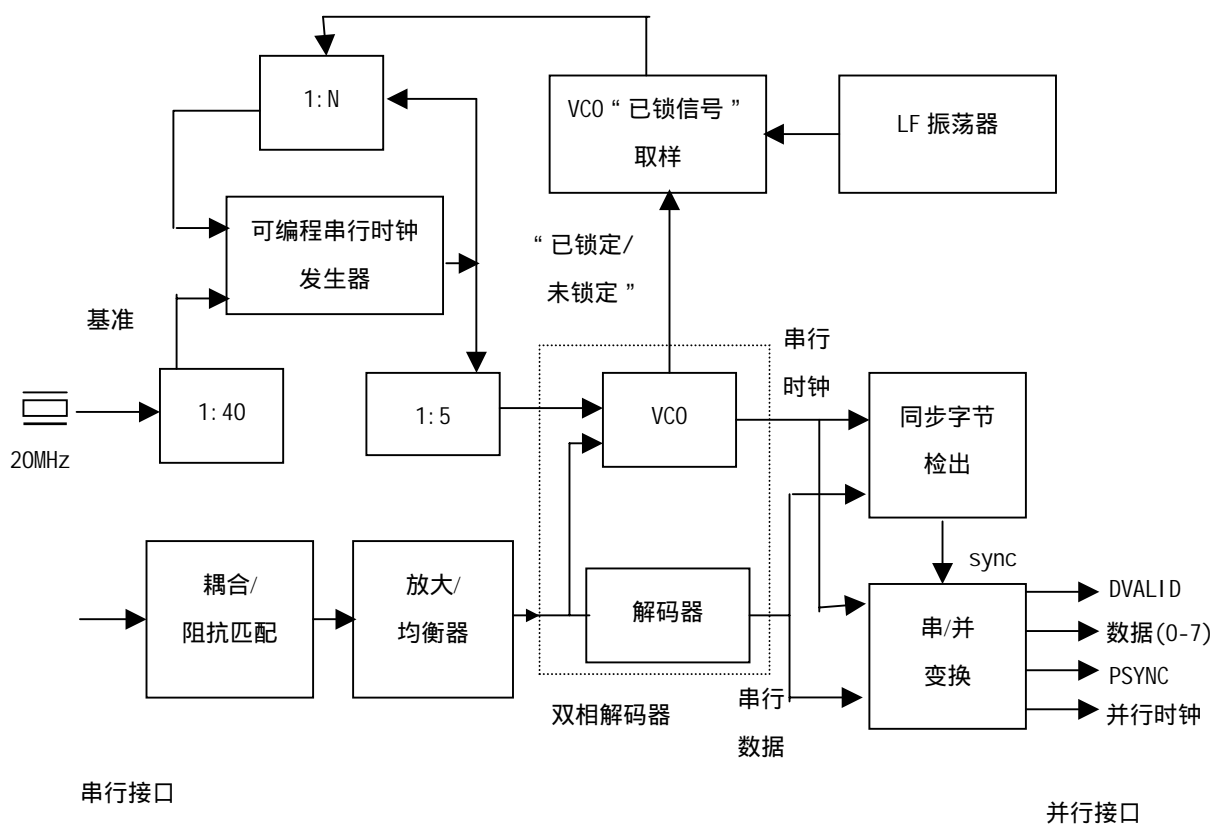 1:N
VCO “已锁信号”
取样
LF 振荡器
可编程串行时钟
发生器
“已锁定/
未锁定”
基准
串行
时钟
1:40
1:5
VCO
同步字节
检出
20MHz
sync
耦合/
阻抗匹配
放大/
均衡器
解码器
串/并
变换
DVALID
数据(0-7)
PSYNC
并行时钟
双相解码器
串行
数据
串行接口
并行接口